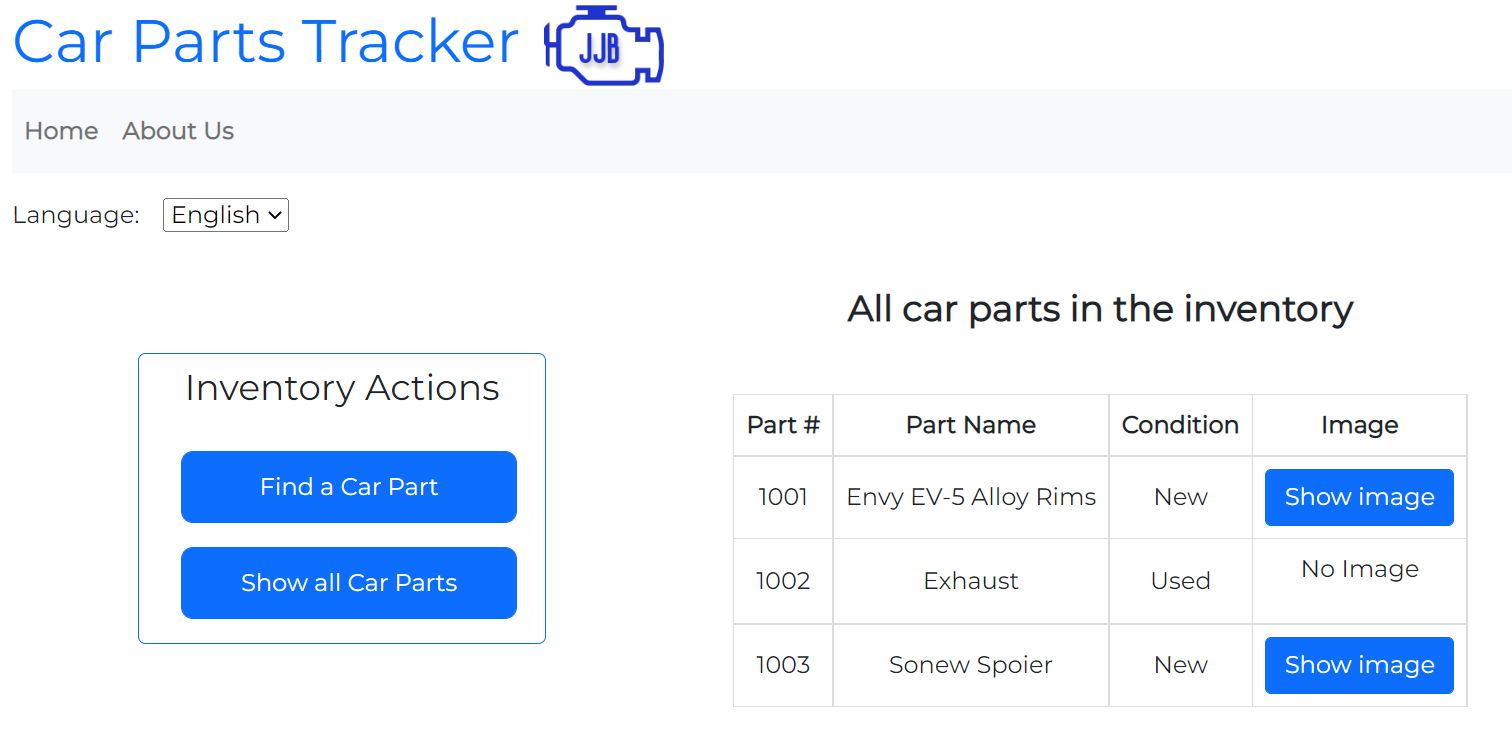 Car Parts Tracker JJB
Home About Us
Language: English
All car parts in the inventory
Inventory Actions
Find a Car Part
Show all Car Parts
Part # Part Name Condition Image
1001 Envy EV-5 Alloy Rims New Show image
1002 Exhaust Used No Image
1003 Sonew Spoier New Show image